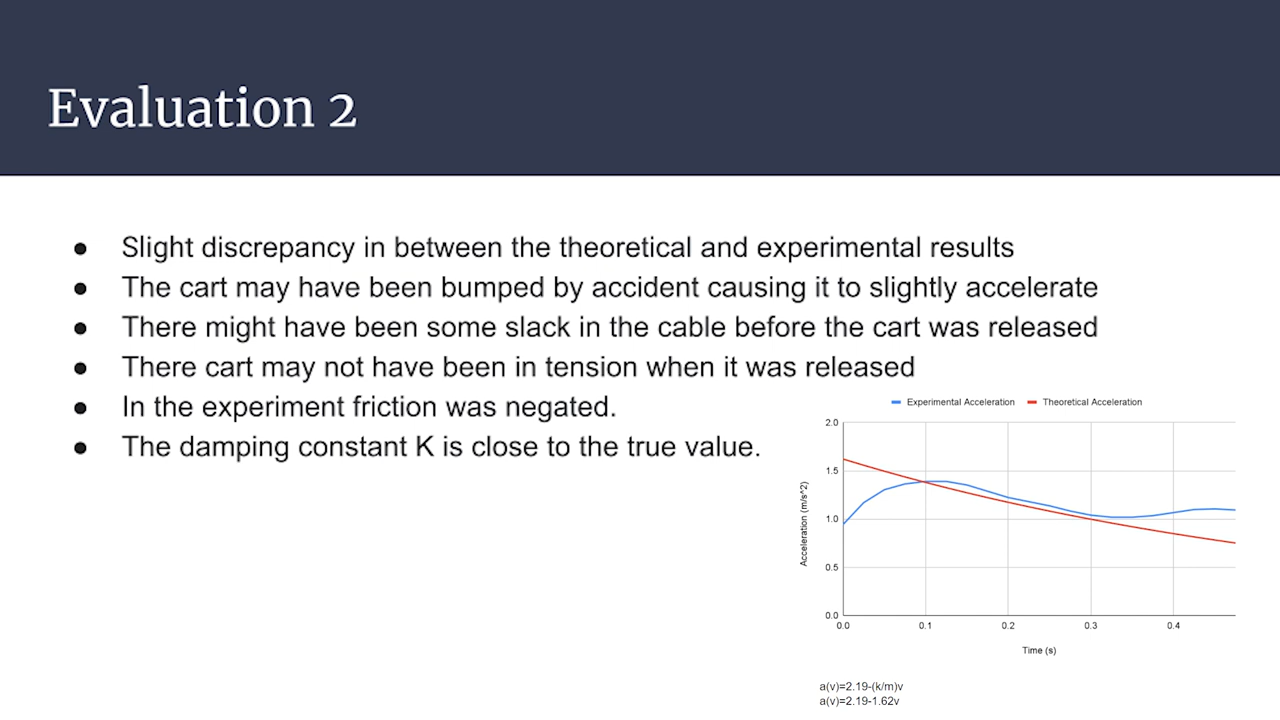 Evaluation 2
● Slight discrepancy in between the theoretical and experimental results
● The cart may have been bumped by accident causing it to slightly accelerate
● There might have been some slack in the cable before the cart was released
● There cart may not have been in tension when it was released
● In the experiment friction was negated.
● The damping constant K is close to the true value.
Experimental Acceleration Theoretical Acceleration
2.0
1.5
1.0
0.5
0.0
Acceleration (m/s^2)
0.0 0.1 0.2 0.3 0.4
Time (s)
a(v)=2.19-(k/m)v
a(v)=2.19-1.62v